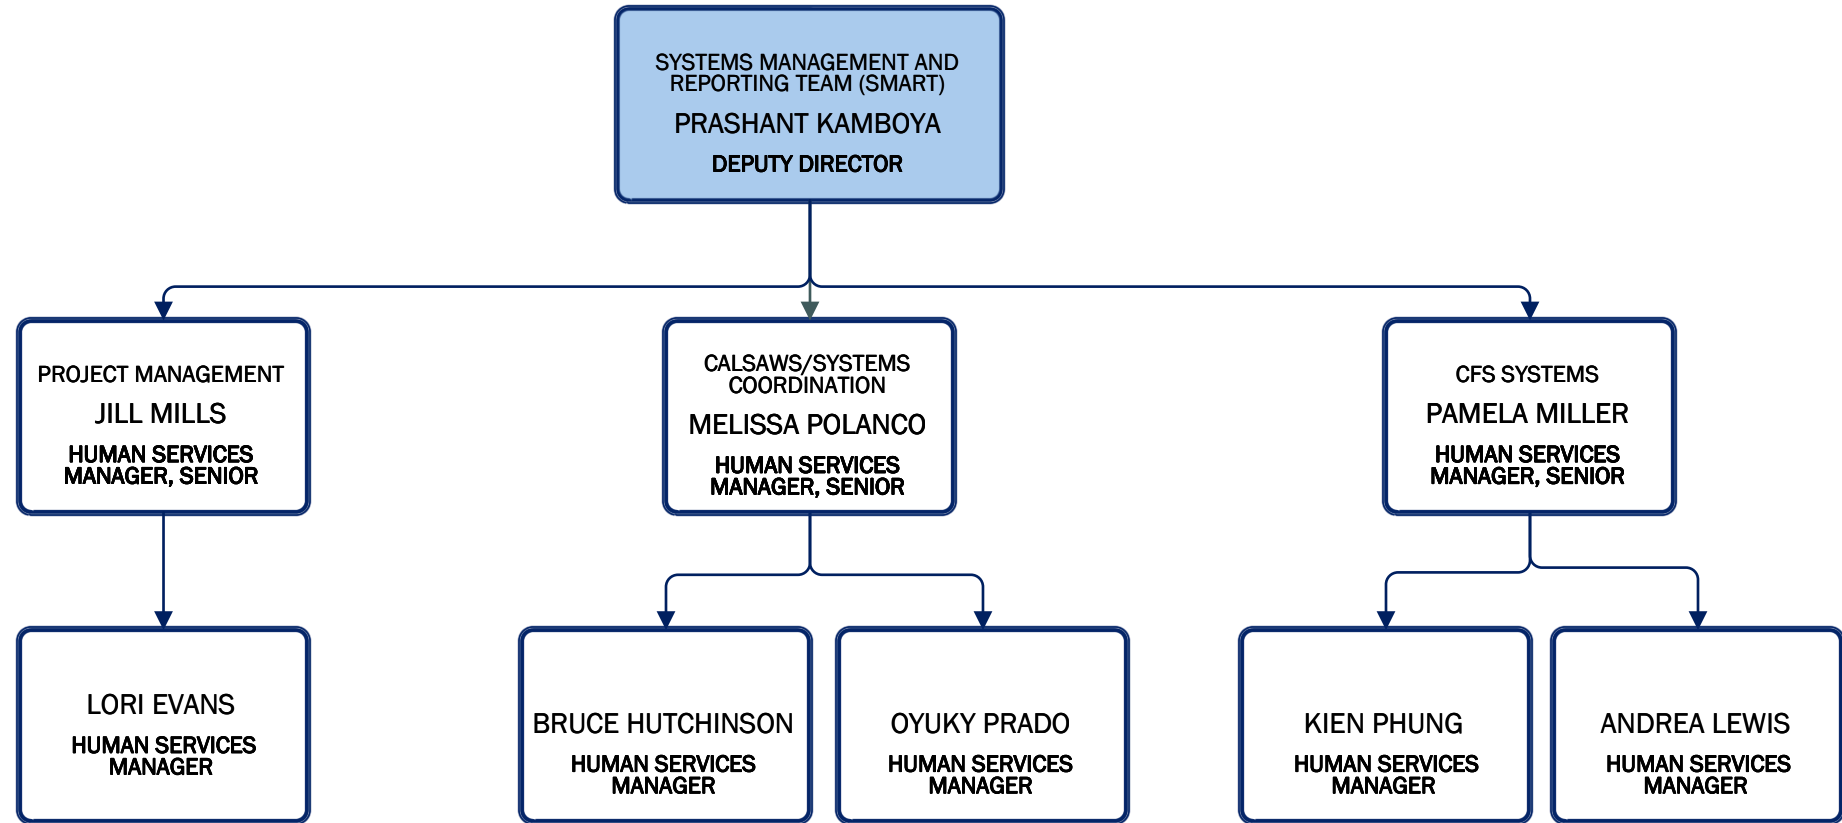 SYSTEMS MANAGEMENT AND
REPORTING TEAM (SMART)
PRASHANT KAMBOYA
DEPUTY DIRECTOR
PROJECT MANAGEMENT
JILL MILLS
HUMAN SERVICES
MANAGER, SENIOR
CALSAWS/SYSTEMS
COORDINATION
MELISSA POLANCO
HUMAN SERVICES
MANAGER, SENIOR
CFS SYSTEMS
PAMELA MILLER
HUMAN SERVICES
MANAGER, SENIOR
LORI EVANS
HUMAN SERVICES
MANAGER
BRUCE HUTCHINSON
HUMAN SERVICES
MANAGER
OYUKY PRADO
HUMAN SERVICES
MANAGER
KIEN PHUNG
HUMAN SERVICES
MANAGER
ANDREA LEWIS
HUMAN SERVICES
MANAGER